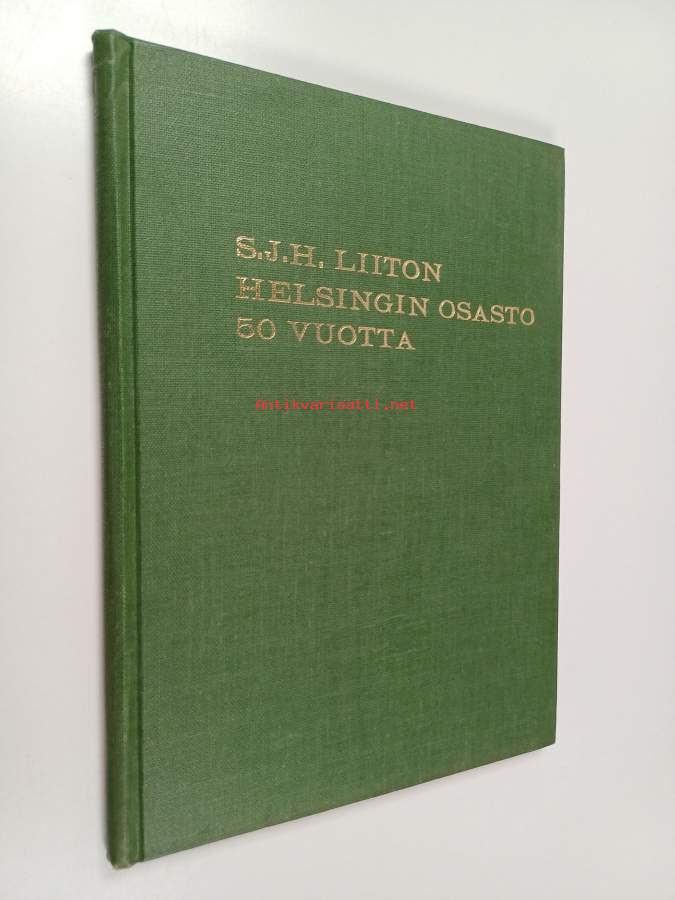 S.J.H. LIITON
HELSINGIN OSASTO
50 VUOTTA
Antikvariaatti.net